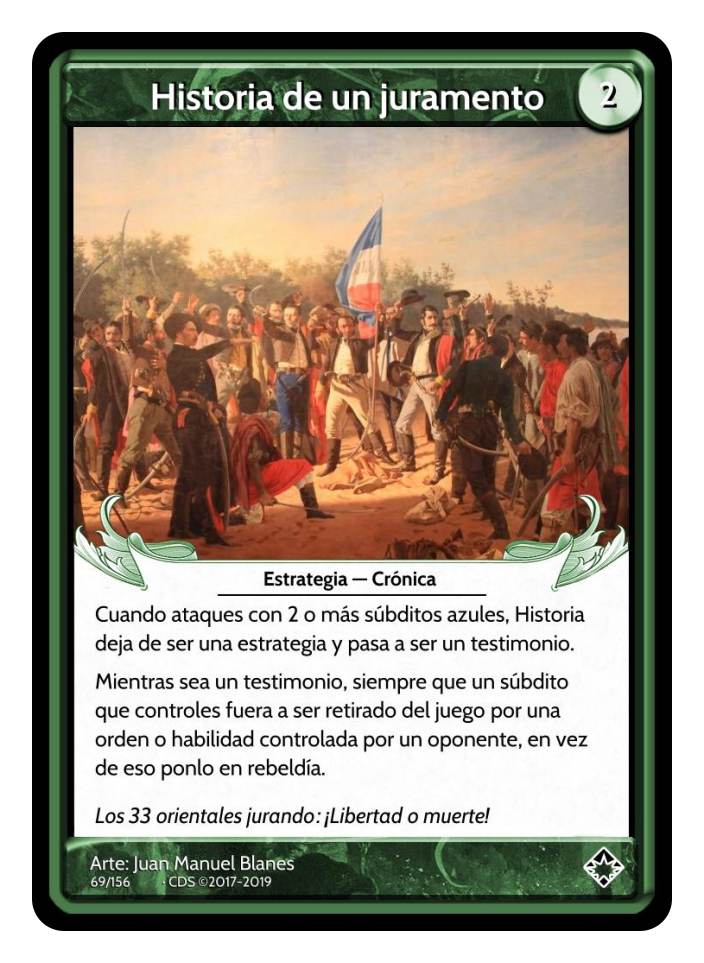 Historia de un juramento
2
Estrategia — Crónica
Cuando ataques con 2 o más súbditos azules, Historia
deja de ser una estrategia y pasa a ser un testimonio.
Mientras sea un testimonio, siempre que un súbdito
que controles fuera a ser retirado del juego por una
orden o habilidad controlada por un oponente, en vez
de eso ponlo en rebeldía.
Los 33 orientales jurando: ¡Libertad o muerte!
Arte: Juan Manuel Blanes
69/156 · CDS ©2017-2019